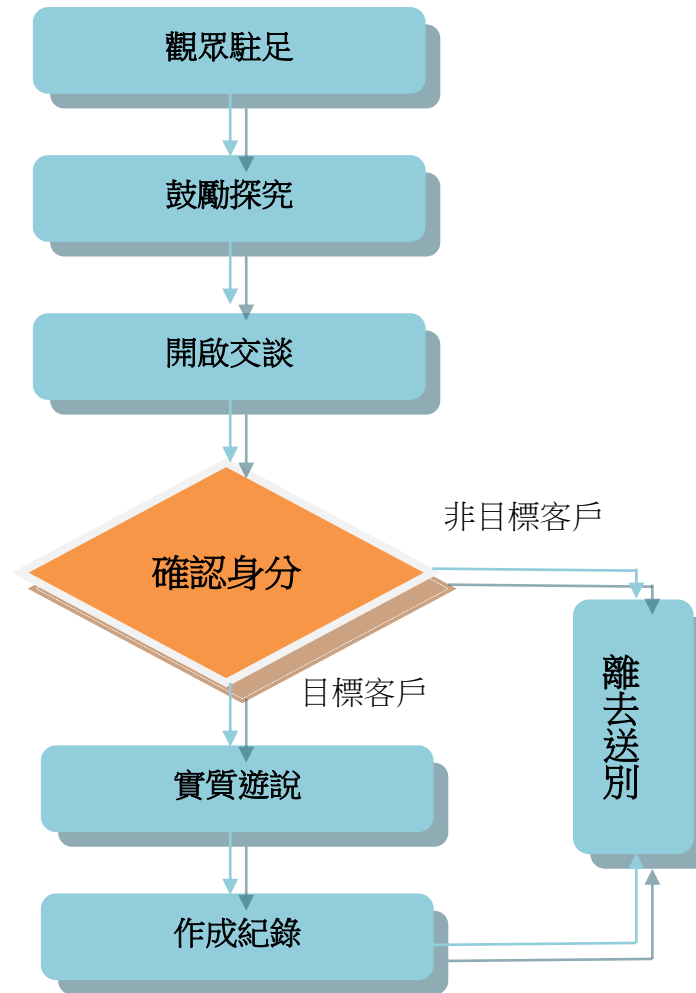 觀眾駐足
鼓勵探究
開啟交談
非目標客戶
確認身分
離去送別
目標客戶
實質遊說
作成紀錄